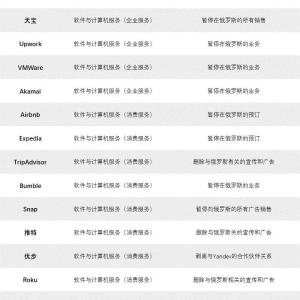 天宝 软件与计算机服务（企业服务） 暂停在俄罗斯的所有销售
Upwork 软件与计算机服务（企业服务） 暂停在俄罗斯的业务
VMWare 软件与计算机服务（企业服务） 暂停在俄罗斯的业务
Akamai 软件与计算机服务（企业服务） 暂停在俄罗斯的业务
Airbnb 软件与计算机服务（消费服务） 暂停在俄罗斯的预订
Expedia 软件与计算机服务（消费服务） 暂停在俄罗斯的预订
TripAdvisor 软件与计算机服务（消费服务） 删除与俄罗斯有关的宣传和广告
Bumble 软件与计算机服务（消费服务） 暂停在俄罗斯的业务
Snap 软件与计算机服务（消费服务） 暂停向俄罗斯的所有广告销售
推特 软件与计算机服务（消费服务） 删除与俄罗斯关的宣传和广告
优步 软件与计算机服务（消费服务） 剥离与Yandex的合作伙伴关系
Roku 软件与计算机服务（消费服务） 删除与俄罗斯相关的宣传和广告